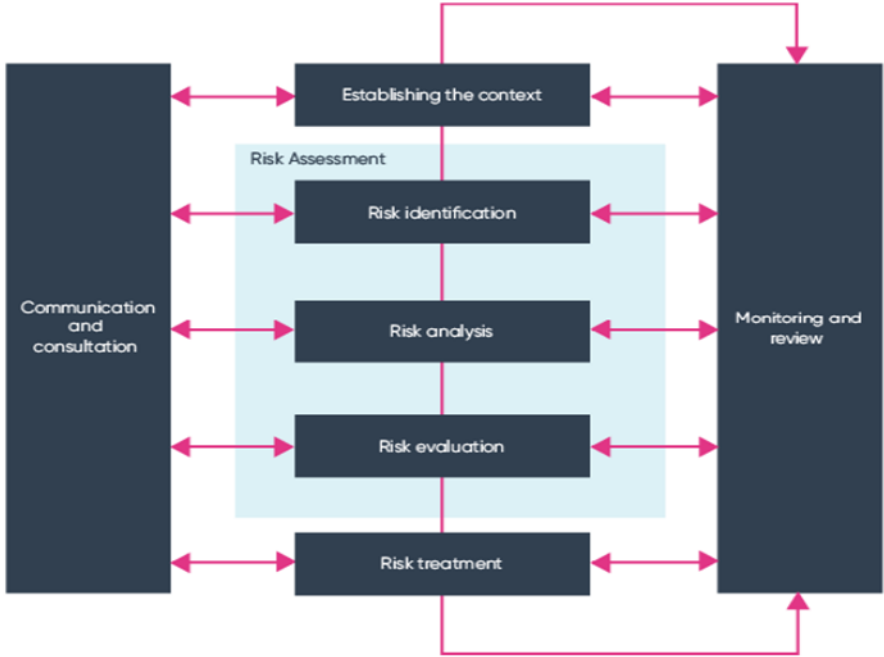 Establishing the context
Risk Assessment
Risk identification
Communication
and
consultation
Risk analysis
Monitoring and
review
Risk evaluation
Risk treatment